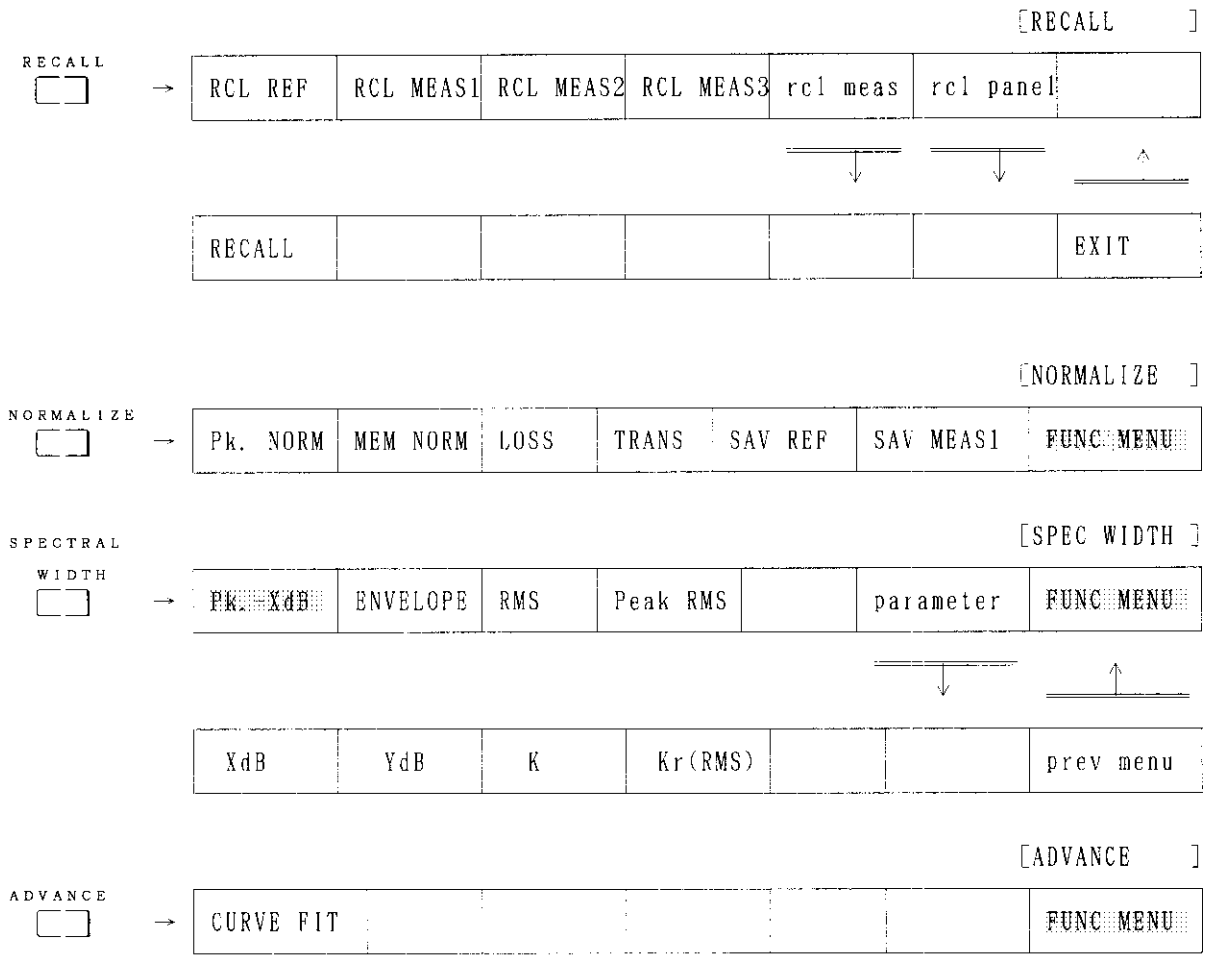 [RECALL ]
RECALL
→ RCL REF RCL MEAS1 RCL MEAS2 RCL MEAS3 rcl meas rcl panel
RECALL EXIT
[NORMALIZE ]
NORMALIZE
→ Pk. NORM MEM NORM LOSS TRANS SAV REF SAV MEAS1 FUNC MENU
[SPEC WIDTH ]
SPECTRAL
WIDTH
→ Pk.-XdB ENVELOPE RMS Peak RMS parameter FUNC MENU
XdB YdB K Kr(RMS) prev menu
[ADVANCE ]
ADVANCE
→ CURVE FIT FUNC MENU